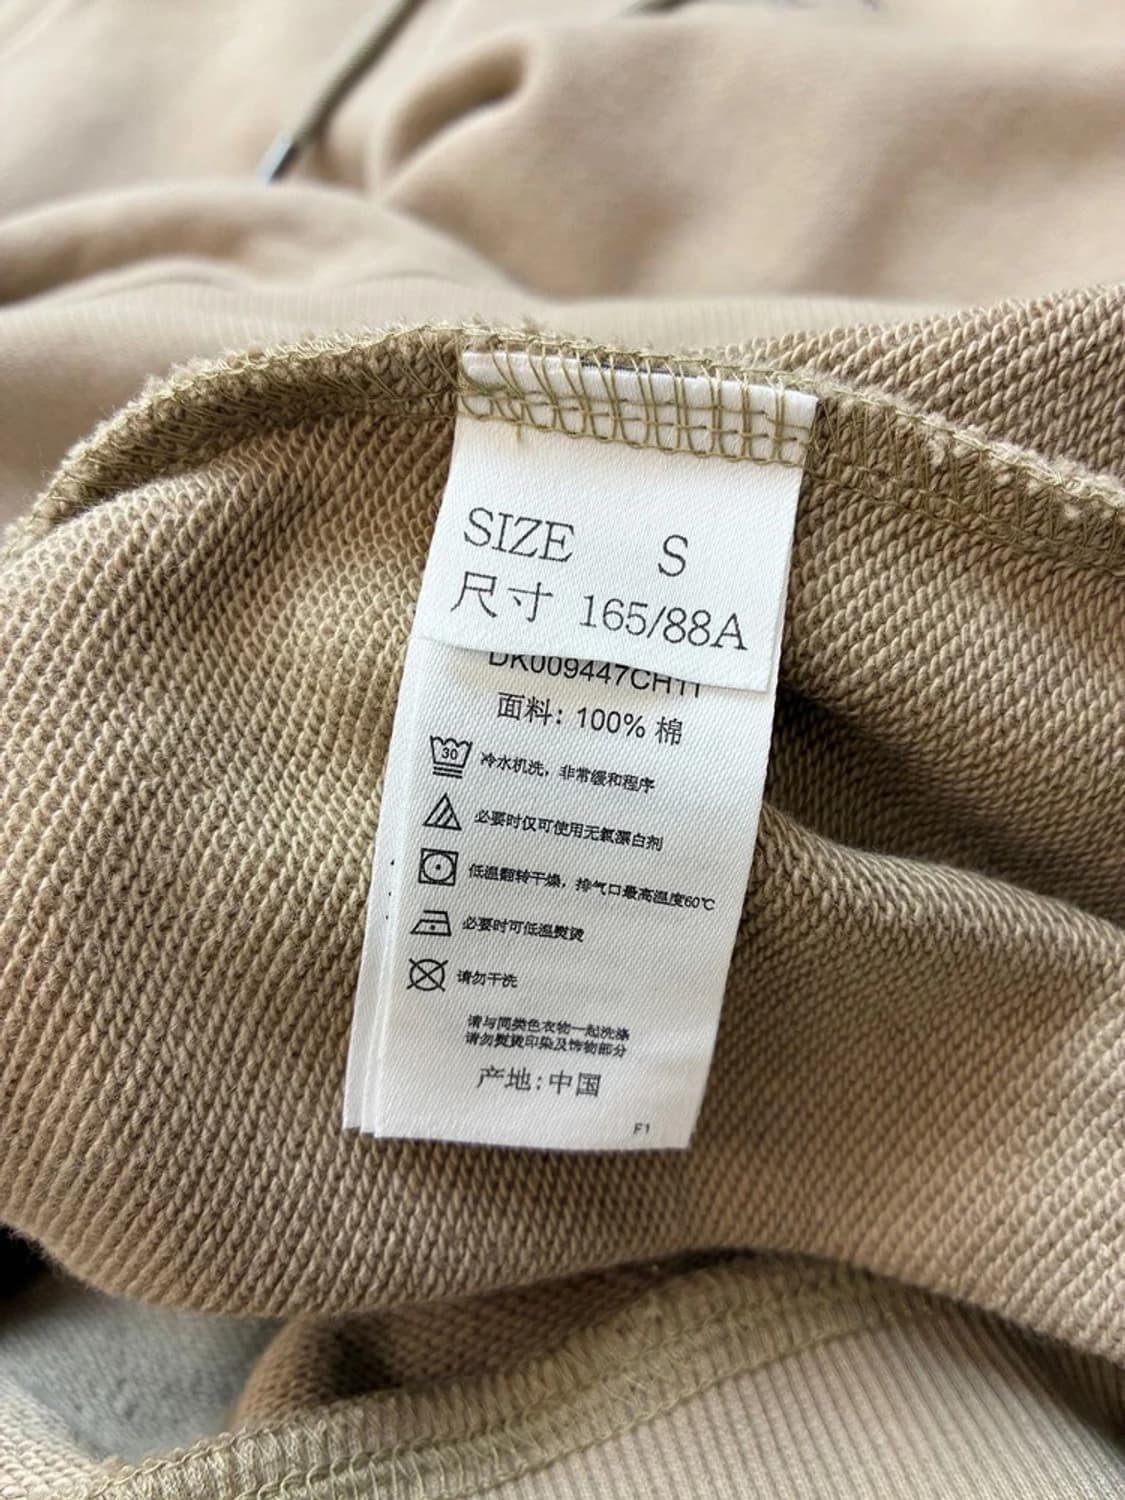 SIZE S
尺寸 165/88A
DK009447CH11
面料: 100% 棉
30 冷水机洗，非常缓和程序
必要时仅可使用无氯漂白剂
低温翻转干燥，排气口最高温度60℃
必要时可低温熨烫
请勿干洗
请与同类色衣物一起洗涤
请勿熨烫印染及饰物部分
产地:中国
F1